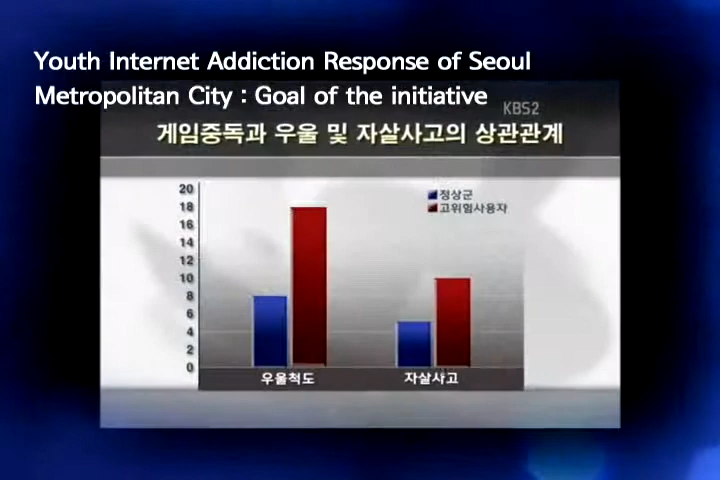 Youth Internet Addiction Response of Seoul
Metropolitan City : Goal of the initiative
KBS2
게임중독과 우울 및 자살사고의 상관관계
20
18
16
14
12
10
8
6
4
2
0
정상군
고위험사용자
우울척도
자살사고